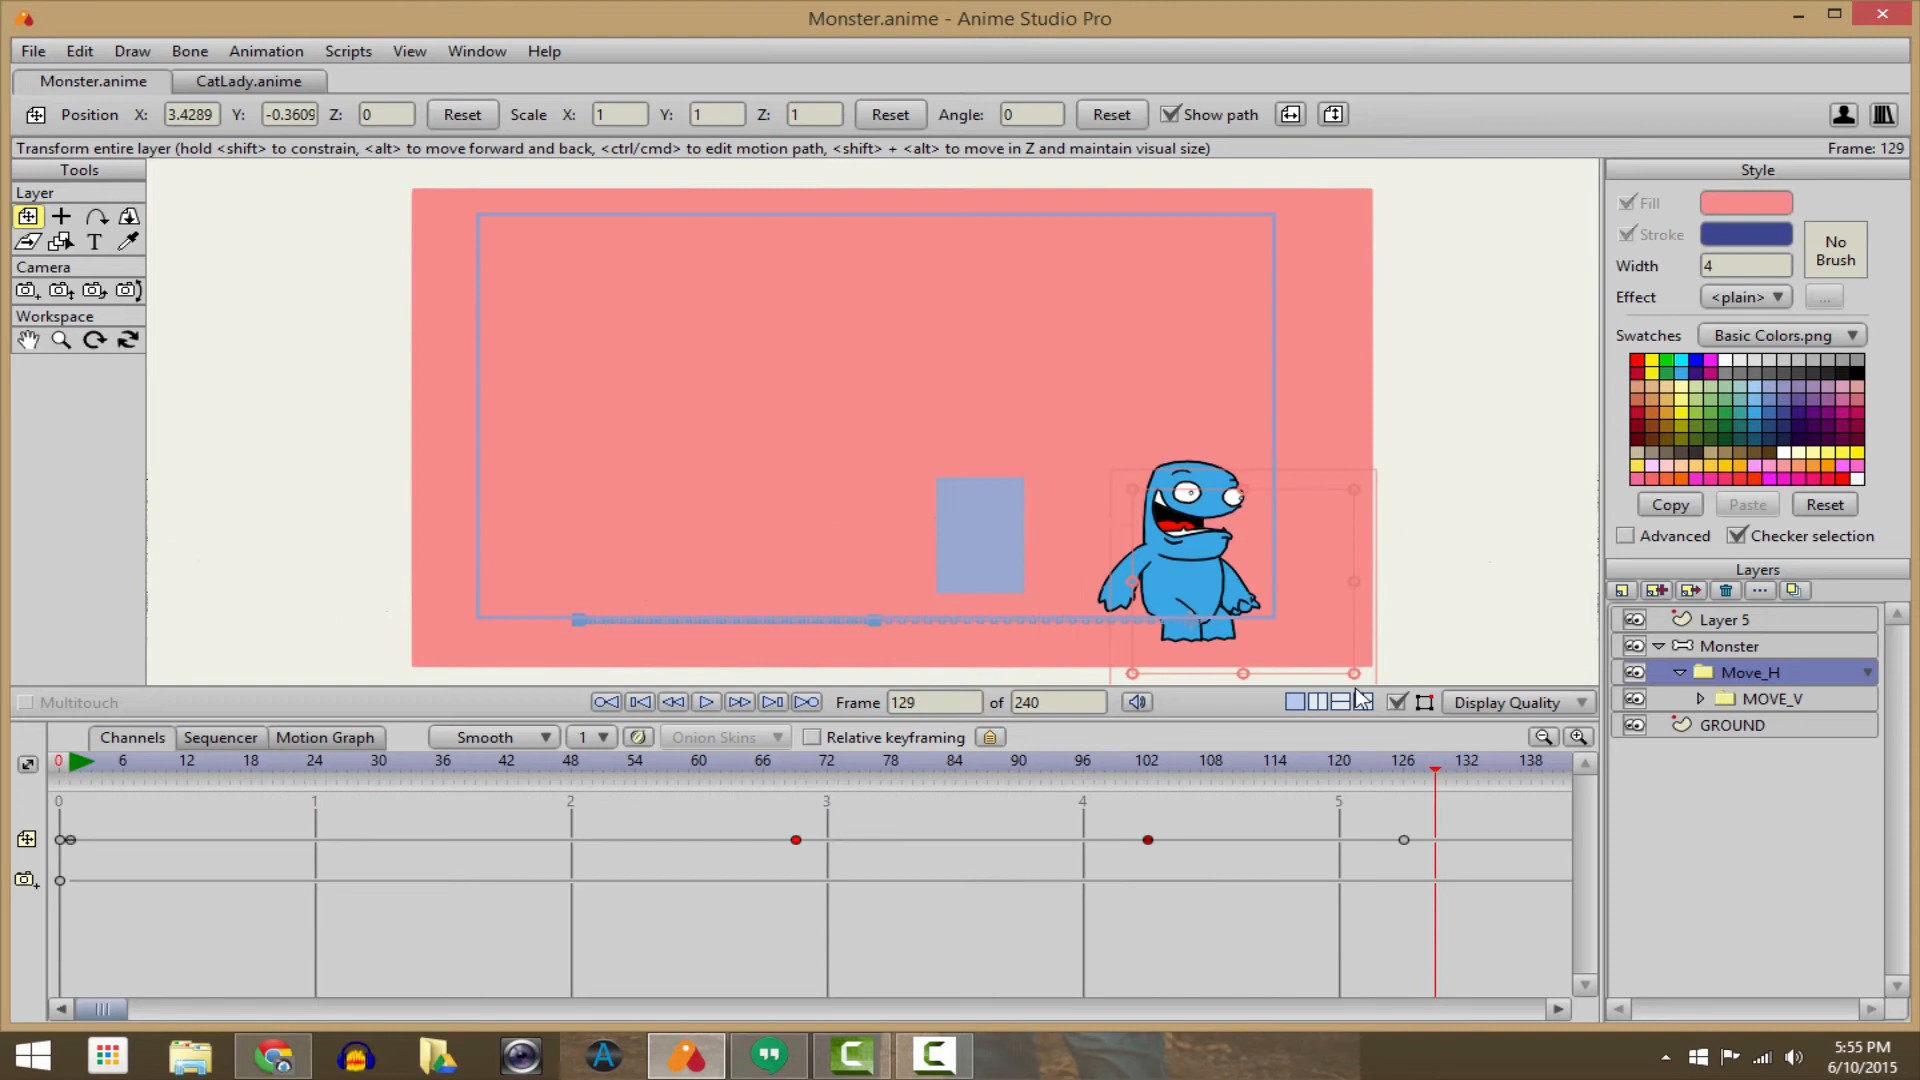 Monster.anime - Anime Studio Pro
File Edit Draw Bone Animation Scripts View Window Help
Monster.anime CatLady.anime
Position X: 3.4289 Y: -0.3609 Z: 0 Reset Scale X: 1 Y: 1 Z: 1 Reset Angle: 0 Reset Show path
Transform entire layer (hold <shift> to constrain, <alt> to move forward and back, <ctrl/cmd> to edit motion path, <shift> + <alt> to move in Z and maintain visual size) Frame: 129
Tools
Layer
T
Camera
Workspace
Style
Fill
Stroke
No Brush
Width 4
Effect <plain> ...
Swatches Basic Colors.png
Copy Paste Reset
Advanced Checker selection
Layers
Layer 5
Monster
Move_H
MOVE_V
GROUND
Multitouch Frame 129 of 240 Display Quality
Channels Sequencer Motion Graph Smooth 1 Onion Skins Relative keyframing
0 6 12 18 24 30 36 42 48 54 60 66 72 78 84 90 96 102 108 114 120 126 132 138
0 1 2 3 4 5
5:55 PM
6/10/2015